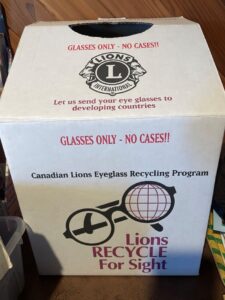 GLASSES ONLY - NO CASES!!
LIONS
L
INTERNATIONAL
Let us send your eye glasses to
developing countries
GLASSES ONLY - NO CASES!!
Canadian Lions Eyeglass Recycling Program
Lions
RECYCLE
For Sight